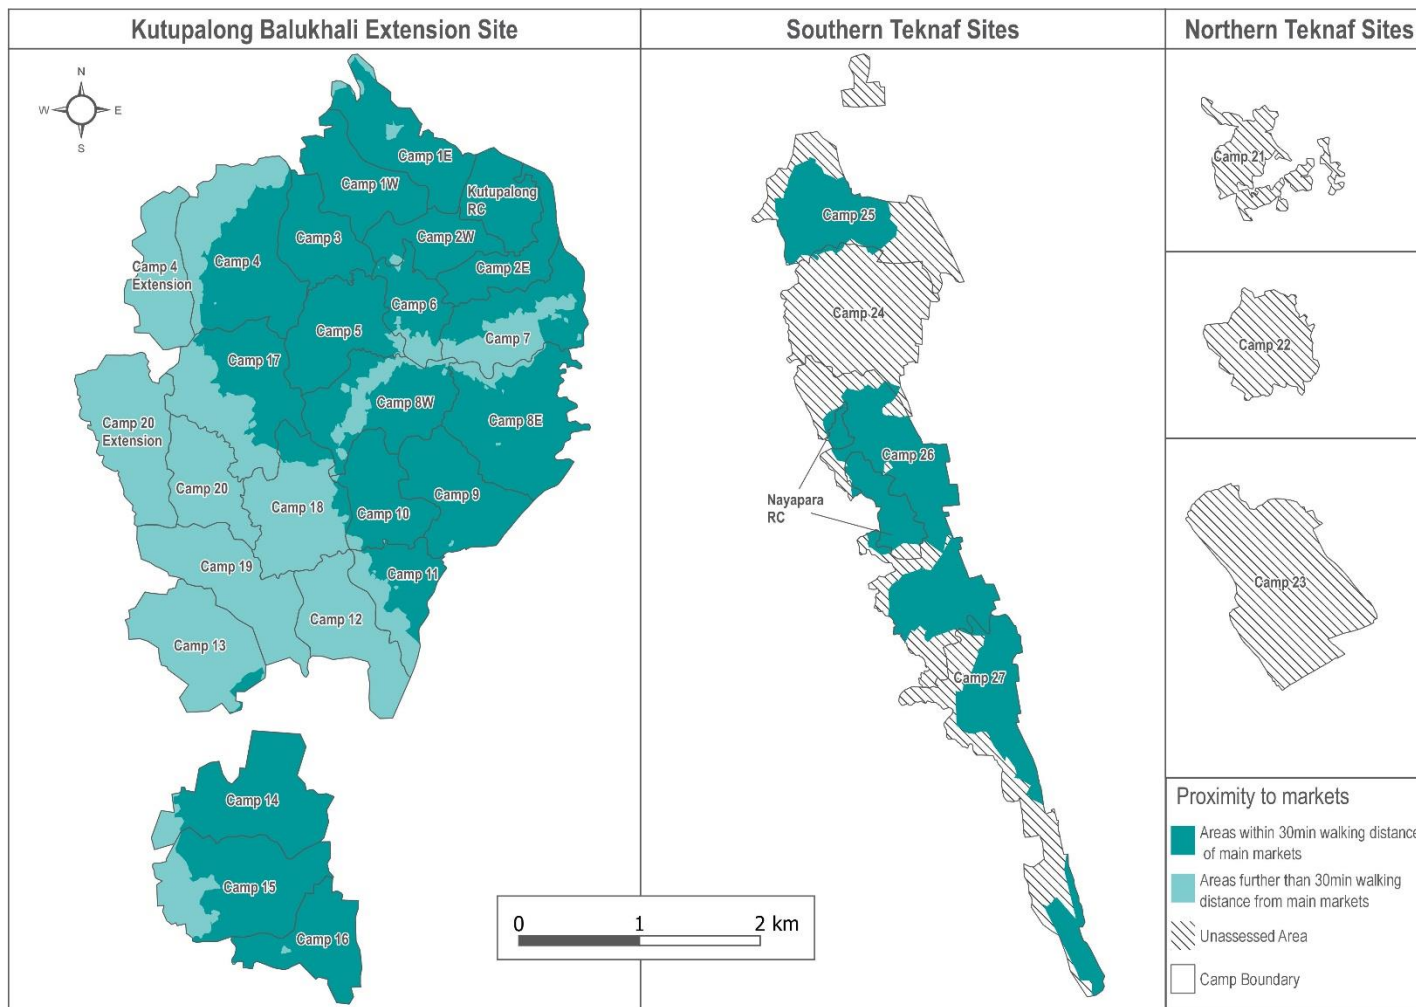 Kutupalong Balukhali Extension Site
Southern Teknaf Sites
Northern Teknaf Sites
N
W
E
S
Camp 1E
Camp 1W
Kutupalong
RC
Camp 3
Camp 2W
Camp 4
Camp 4
Extension
Camp 2E
Camp 6
Camp 5
Camp 7
Camp 17
Camp 8W
Camp 8E
Camp 20
Extension
Camp 20
Camp 9
Camp 18
Camp 10
Camp 19
Camp 11
Camp 12
Camp 13
Camp 14
Camp 15
Camp 16
0 1 2 km
Camp 25
Camp 24
Camp 26
Nayapara
RC
Camp 27
Camp 21
Camp 22
Camp 23
Proximity to markets
Areas within 30min walking distance
of main markets
Areas further than 30min walking
distance from main markets
Unassessed Area
Camp Boundary